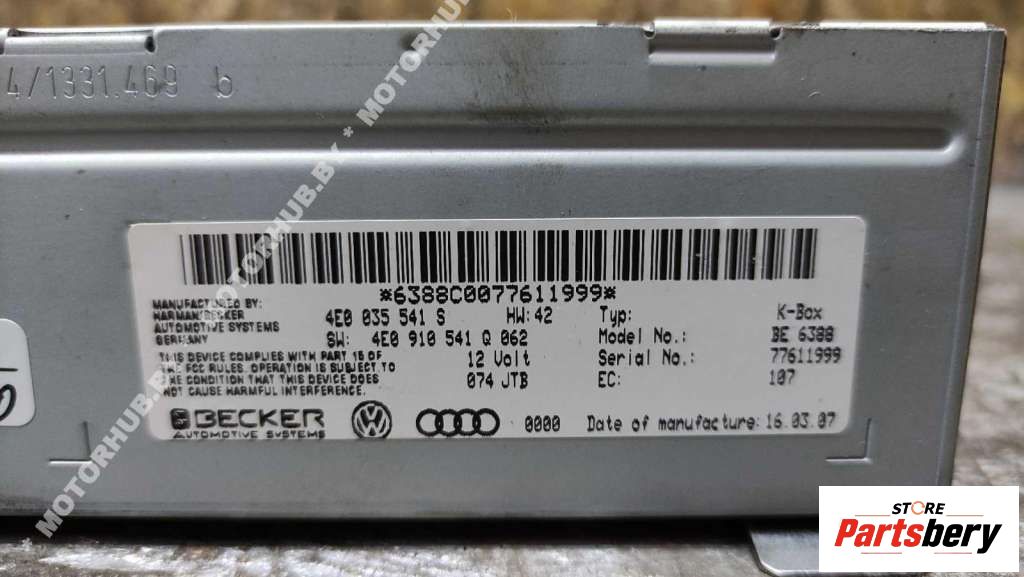 4/1331.469 b
MOTORHUB.BY * MOTORHUB.BY * MOTORHUB
*6388C0077611999*
MANUFACTURED BY:
HARMAN/BECKER
AUTOMOTIVE SYSTEMS
GERMANY
4E0 035 541 S HW:42 Typ: K-Box
SW: 4E0 910 541 Q 062 Model No.: BE 6388
12 Volt Serial No.: 77611999
074 JTB EC: 107
THIS DEVICE COMPLIES WITH PART 15 OF
THE FCC RULES. OPERATION IS SUBJECT TO
THE CONDITION THAT THIS DEVICE DOES
NOT CAUSE HARMFUL INTERFERENCE.
BECKER
AUTOMOTIVE SYSTEMS
0000 Date of manufacture: 16.03.07
STORE
Partsbery